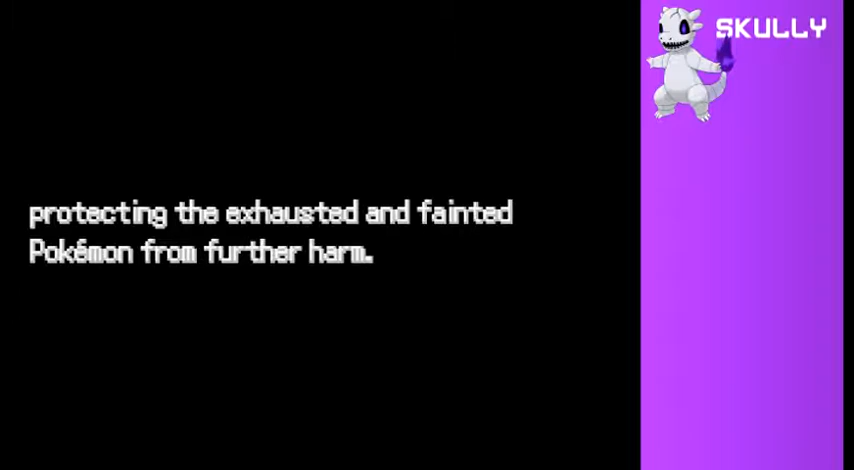 SKULLY
protecting the exhausted and fainted
Pokémon from further harm.